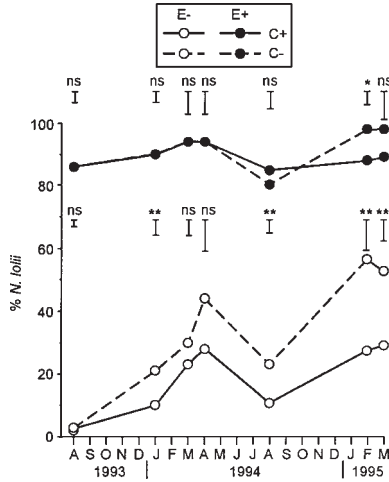 E- E+
C+
C-
ns ns ns ns ns * ns
100
80
ns ** ns ns ** ** **
60
40
20
0
% N. lolii
A S O N D J F M A M J J A S O N D J F M
1993 1994 1995